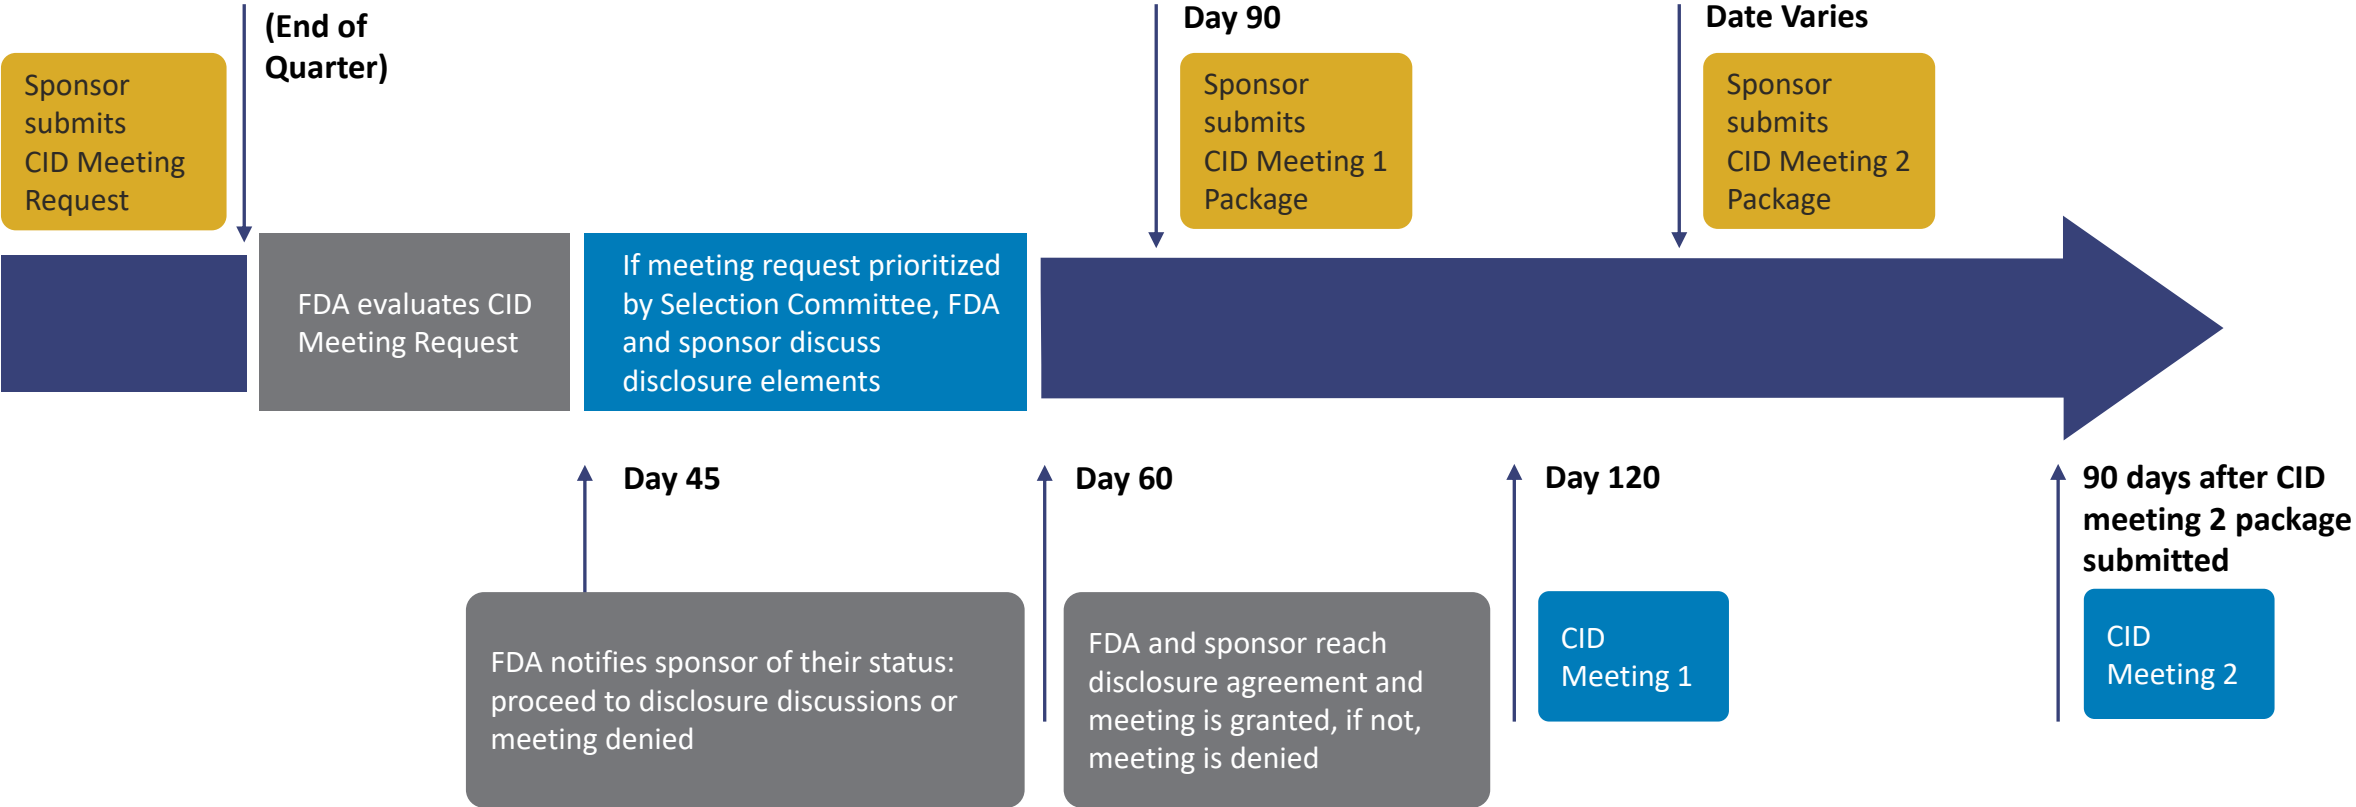 (End of
Quarter)
Day 90
Date Varies
Sponsor
submits
CID Meeting
Request
Sponsor
submits
CID Meeting 1
Package
Sponsor
submits
CID Meeting 2
Package
FDA evaluates CID
Meeting Request
If meeting request prioritized
by Selection Committee, FDA
and sponsor discuss
disclosure elements
Day 45
Day 60
Day 120
90 days after CID
meeting 2 package
submitted
FDA notifies sponsor of their status:
proceed to disclosure discussions or
meeting denied
FDA and sponsor reach
disclosure agreement and
meeting is granted, if not,
meeting is denied
CID
Meeting 1
CID
Meeting 2